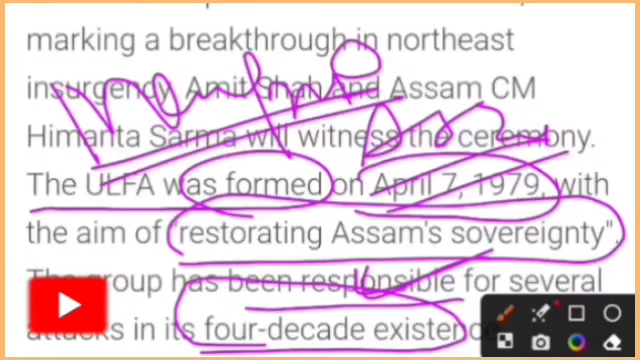 marking a breakthrough in northeast
insurgency Amit Shah and Assam CM
Himanta Sarma will witness the ceremony.
The ULFA was formed on April 7, 1979, with
the aim of "restorating Assam's sovereignty".
The group has been responsible for several
attacks in its four-decade existence